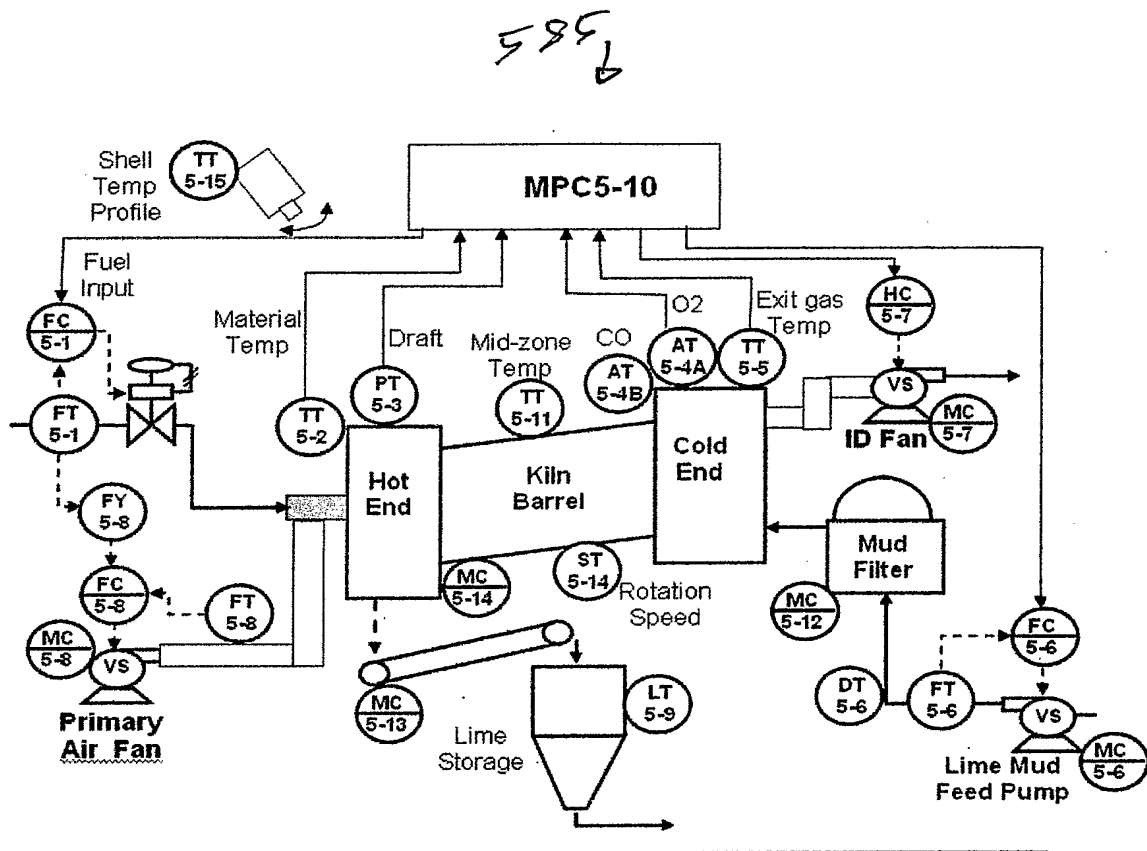 585
MPC5-10
Shell
Temp
Profile
TT
5-15
Fuel
Input
FC
5-1
FT
5-1
FY
5-8
FC
5-8
FT
5-8
MC
5-8
VS
Primary
Air Fan
Material
Temp
TT
5-2
Draft
PT
5-3
Mid-zone
Temp
TT
5-11
CO
AT
5-4B
O2
AT
5-4A
Exit gas
Temp
TT
5-5
HC
5-7
VS
MC
5-7
ID Fan
Hot
End
Kiln
Barrel
Cold
End
MC
5-14
ST
5-14
Rotation
Speed
MC
5-13
Lime
Storage
LT
5-9
Mud
Filter
MC
5-12
DT
5-6
FT
5-6
FC
5-6
VS
MC
5-6
Lime Mud
Feed Pump